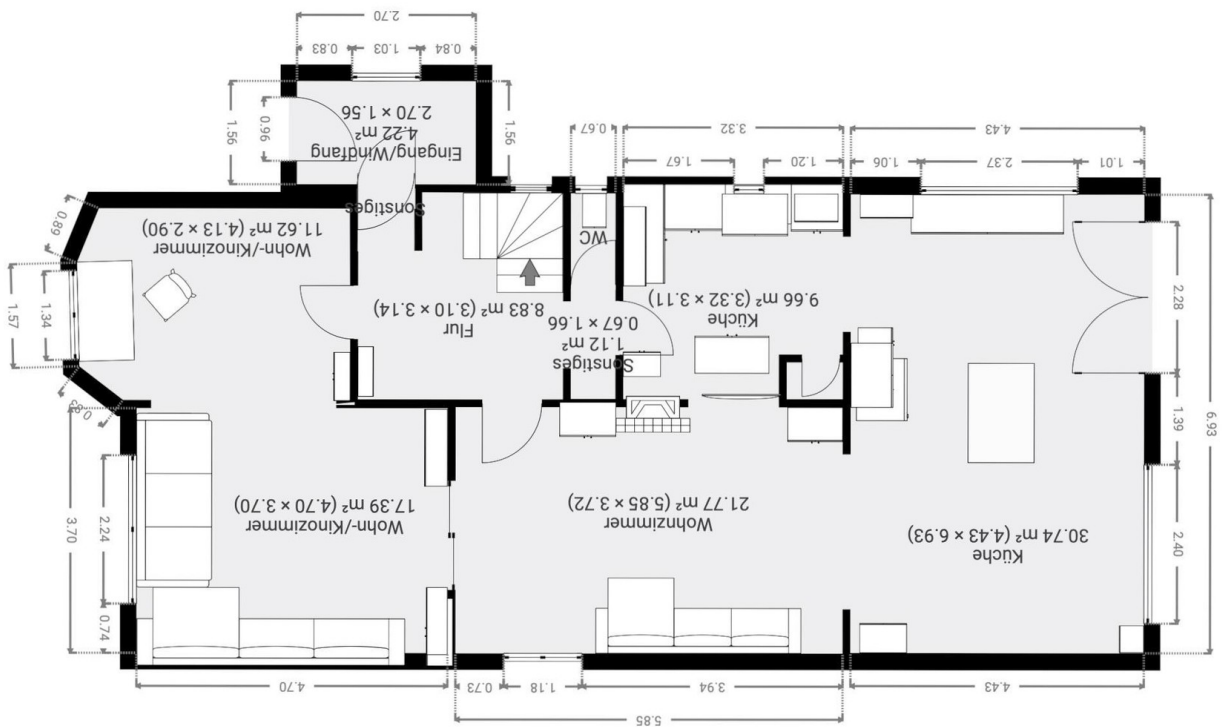 5.85
4.43
3.94
1.18
0.73
4.70
0.74
2.40
2.24
3.70
Küche
30.74 m² (4.43 × 6.93)
Wohnzimmer
21.77 m² (5.85 × 3.72)
Wohn-/Kinozimmer
17.39 m² (4.70 × 3.70)
6.93
1.39
0.83
2.28
Sonstiges
1.12 m²
0.67 × 1.66
Küche
9.66 m² (3.32 × 3.11)
Flur
8.83 m² (3.10 × 3.14)
1.34
1.57
Wohn-/Kinozimmer
11.62 m² (4.13 × 2.90)
WC
0.89
Sonstiges
1.01
2.37
1.06
1.20
1.67
4.43
3.32
0.67
Eingang/Windfang
4.22 m²
2.70 × 1.56
1.56
0.96
1.56
0.84
1.03
0.83
2.70